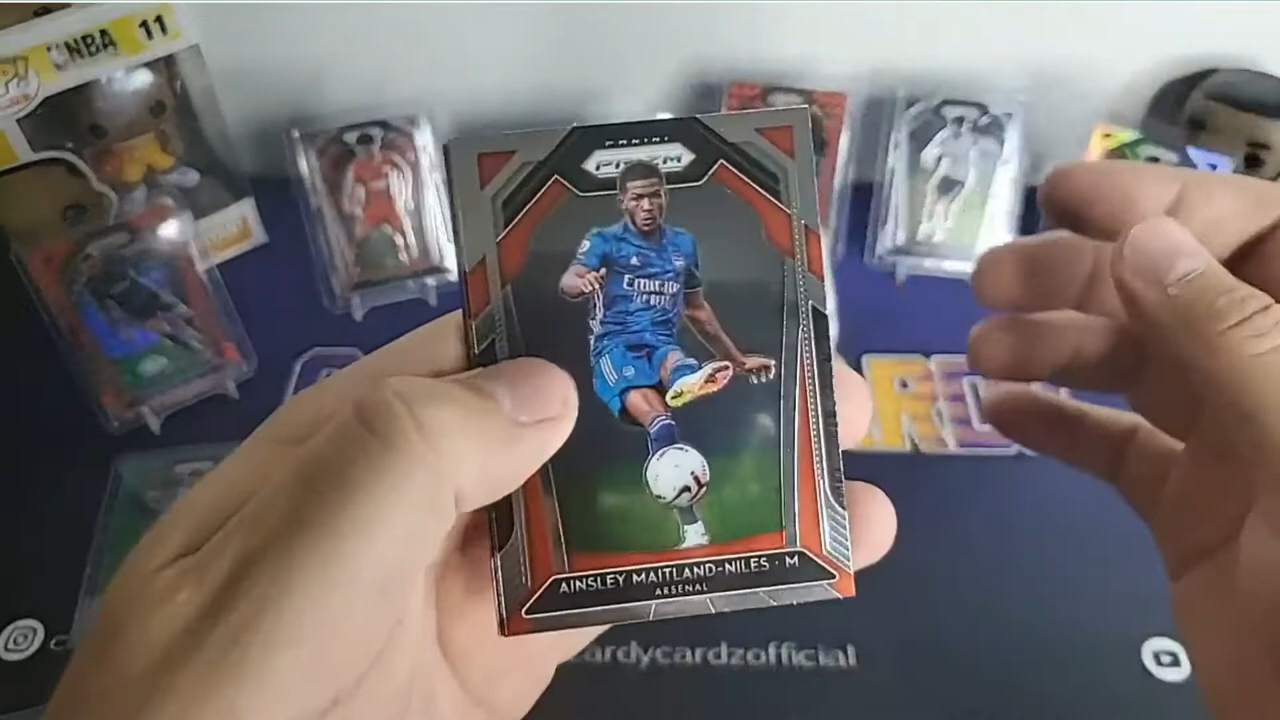 NBA 11
P!
PANINI
PRIZM
Emirates
AINSLEY MAITLAND-NILES · M
ARSENAL
cardycardzofficial